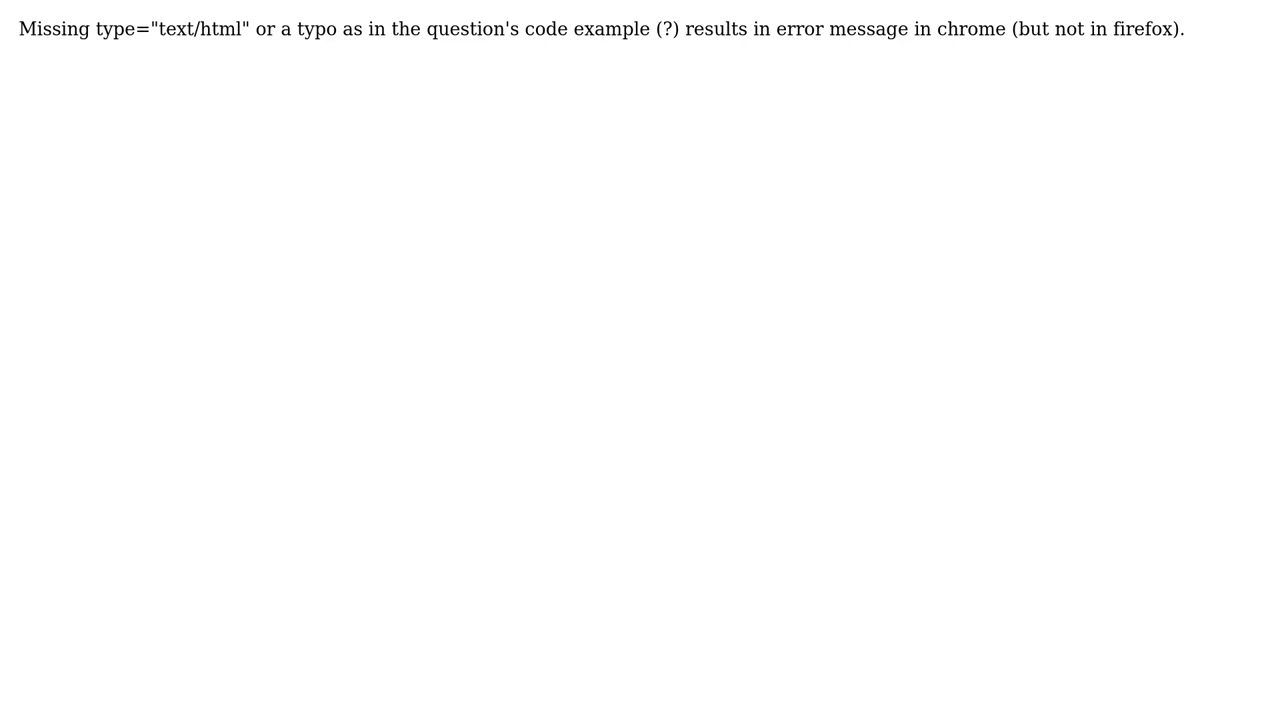 Missing type="text/html" or a typo as in the question's code example (?) results in error message in chrome (but not in firefox).